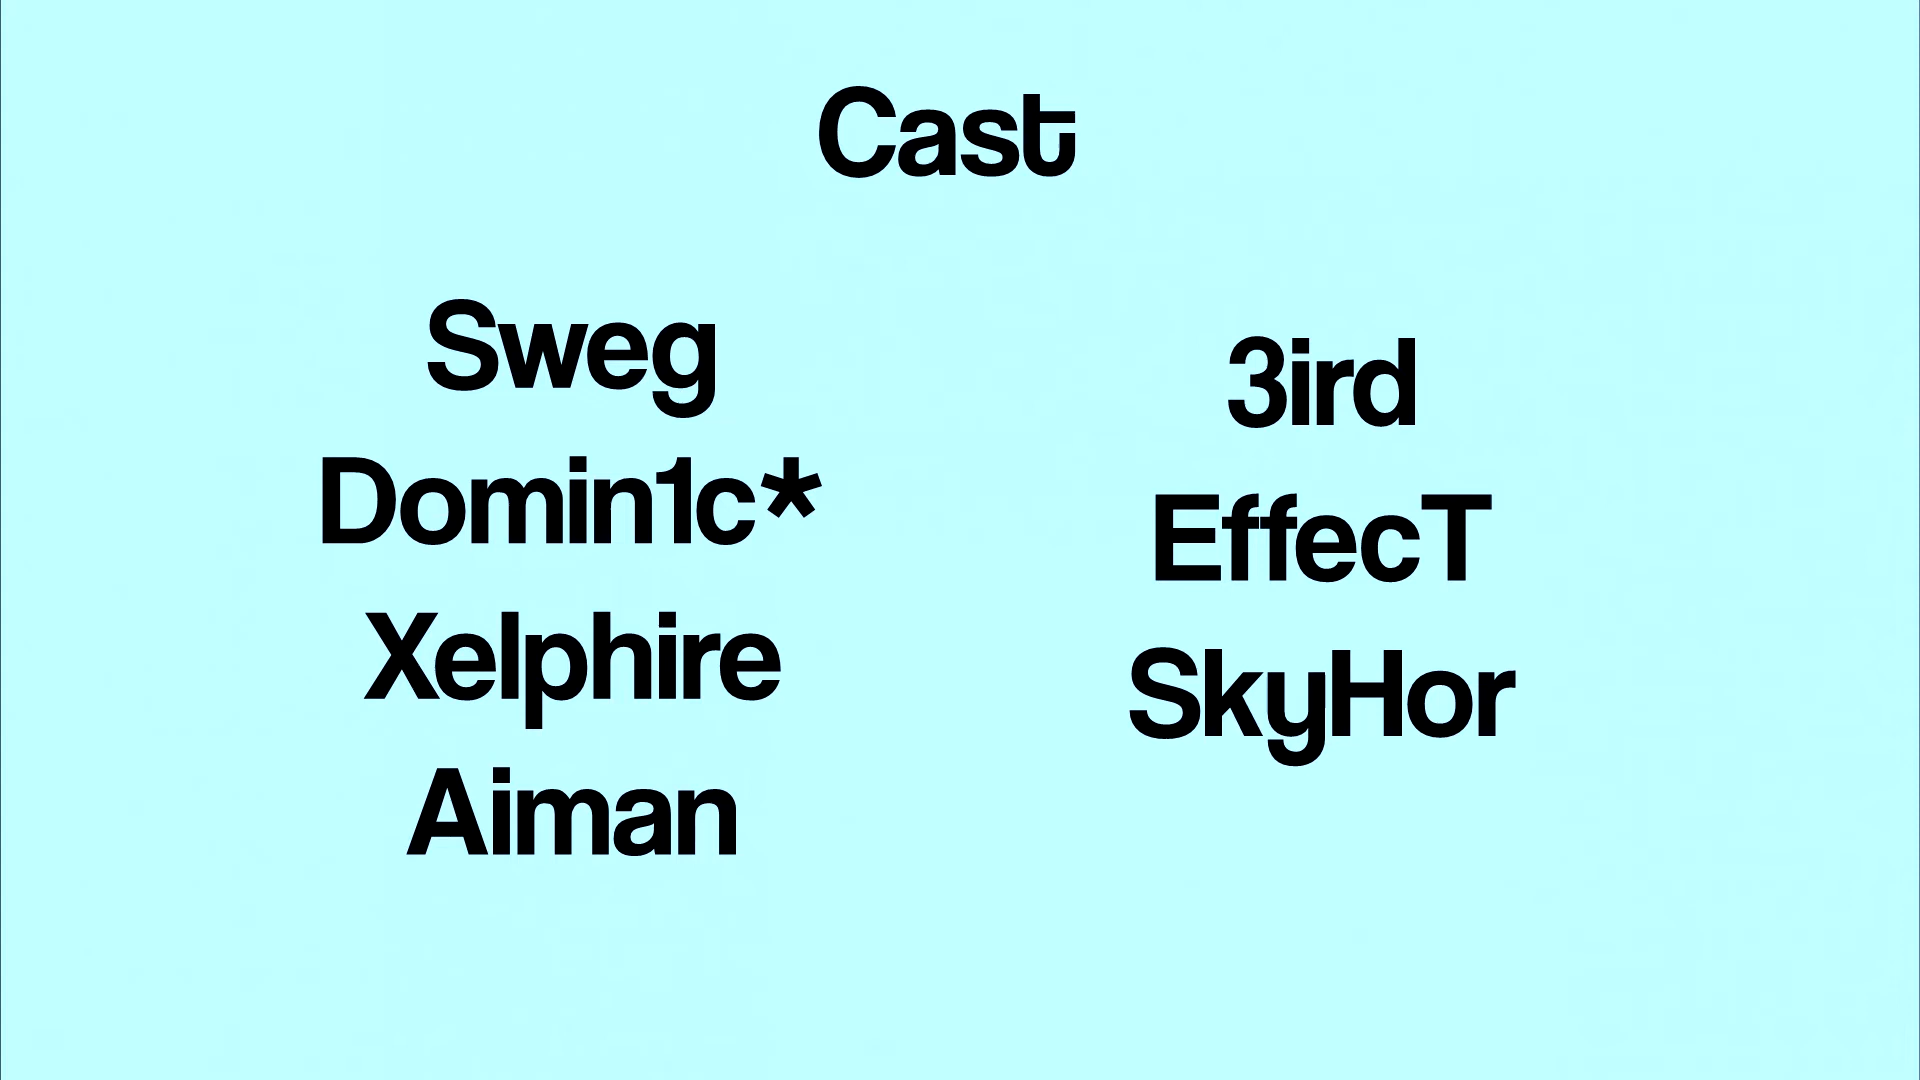 Cast
Sweg
Domin1c*
Xelphire
Aiman
3ird
EffecT
SkyHor